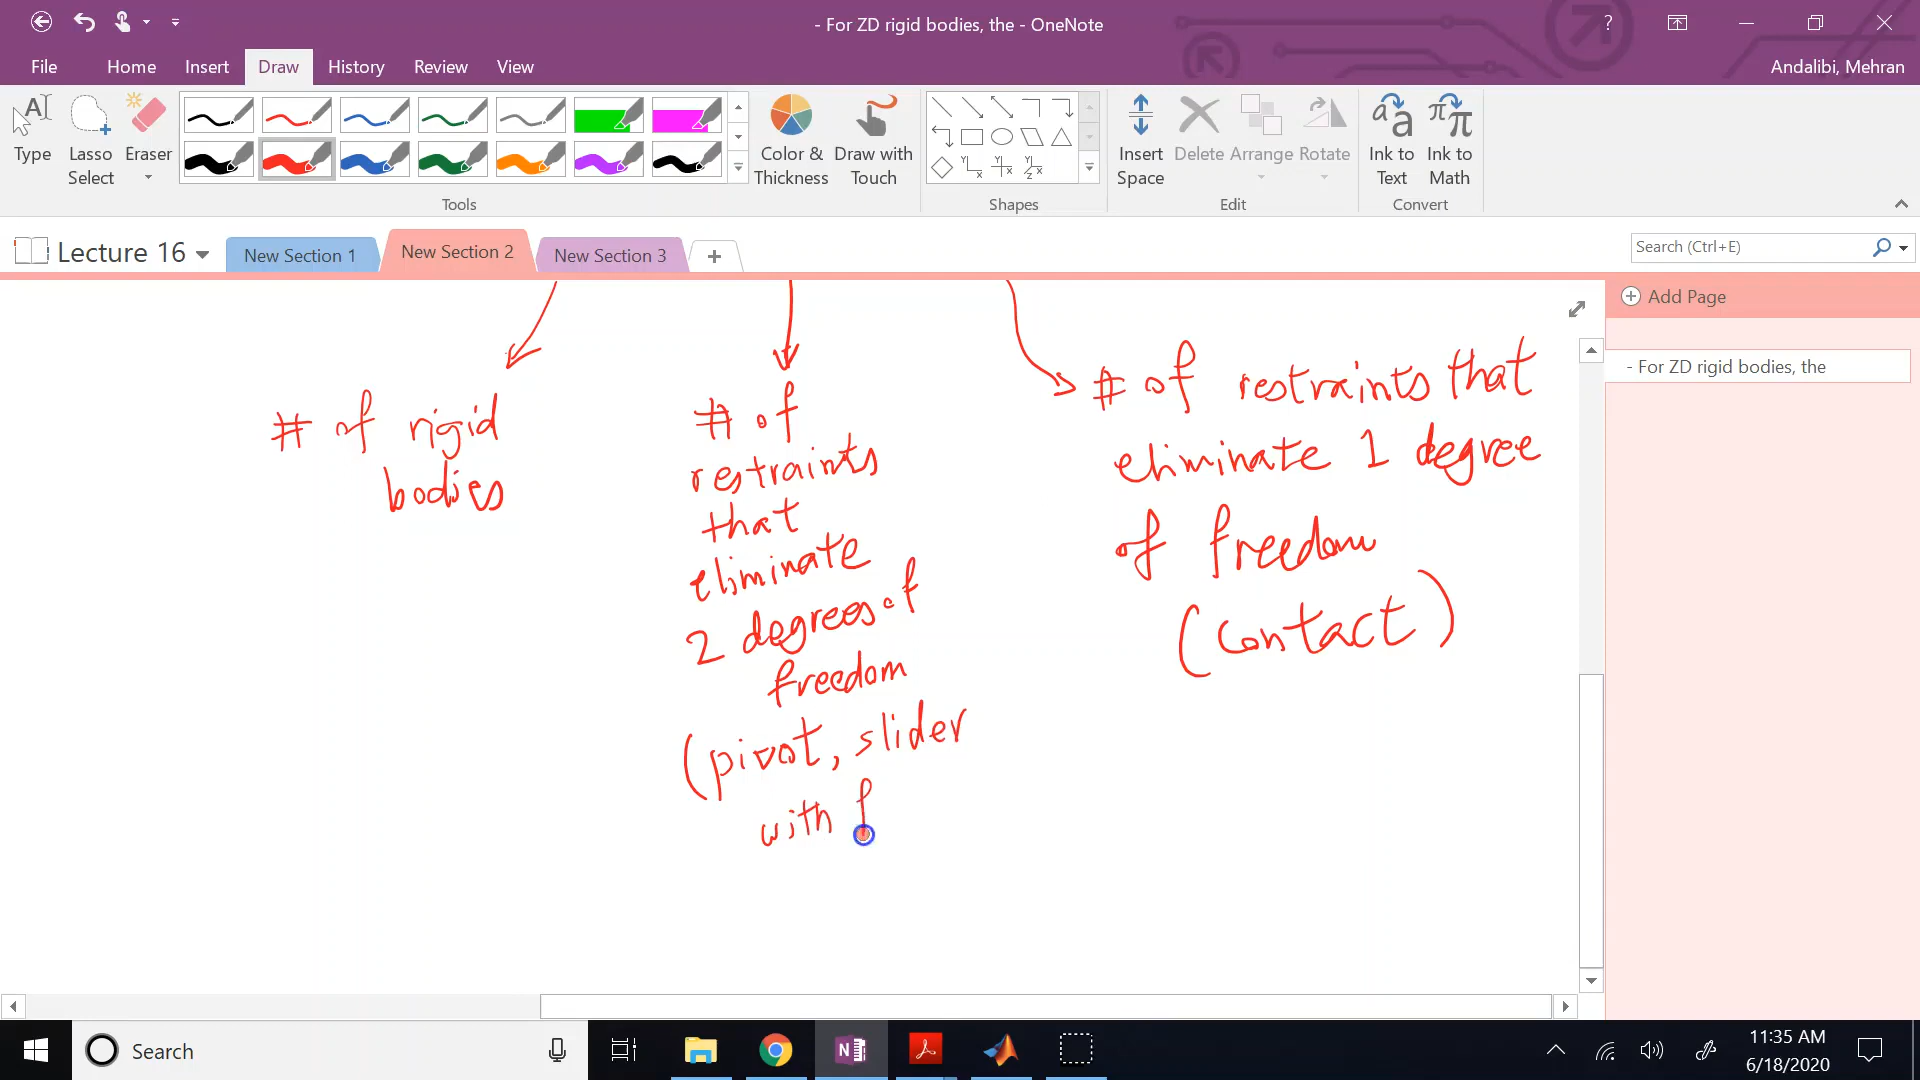 - For ZD rigid bodies, the - OneNote
?
File
Home
Insert
Draw
History
Review
View
Andalibi, Mehran
Type
Lasso Select
Eraser
Color & Thickness
Draw with Touch
Insert Space
Delete
Arrange
Rotate
Ink to Text
Ink to Math
Tools
Shapes
Edit
Convert
Lecture 16
New Section 1
New Section 2
New Section 3
+
Search (Ctrl+E)
Add Page
- For ZD rigid bodies, the
# of rigid
bodies
# of
restraints
that
eliminate
2 degrees of
freedom
(pivot, slider
with f
# of restraints that
eliminate 1 degree
of freedom
(contact)
Search
11:35 AM
6/18/2020